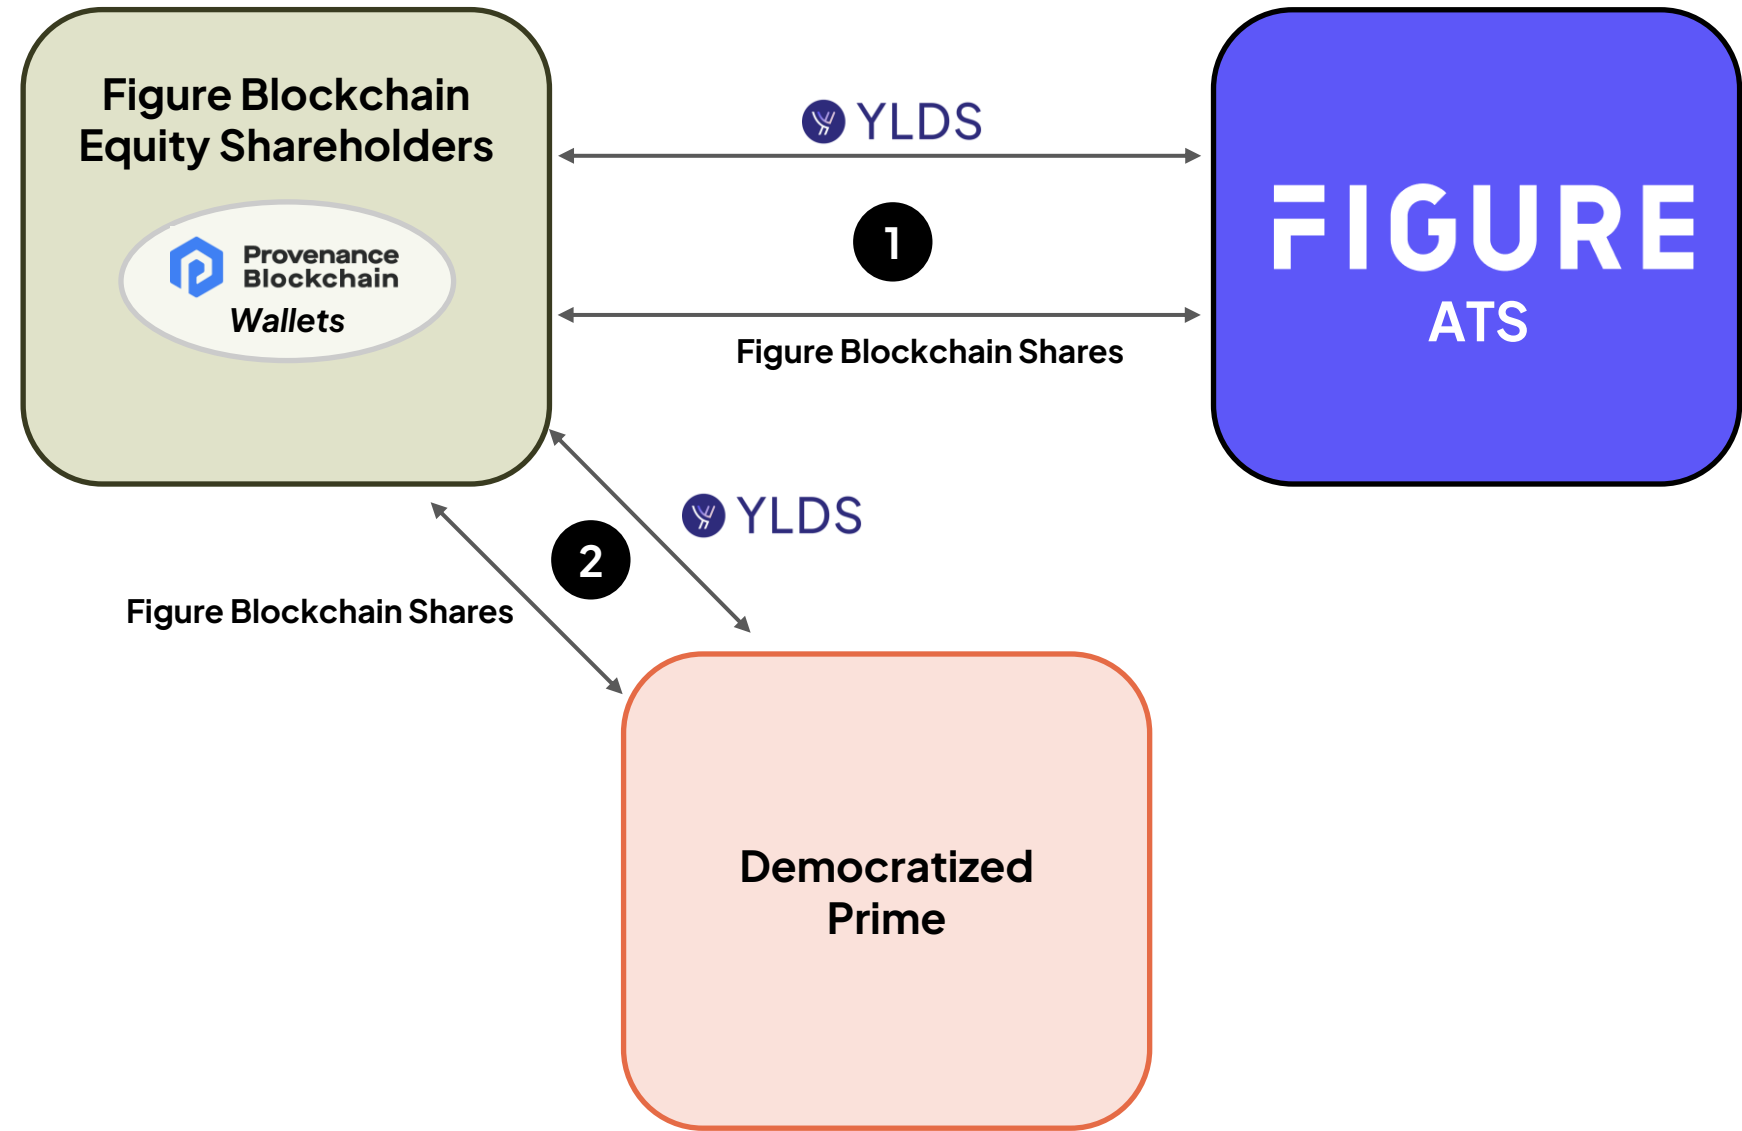 Figure Blockchain
Equity Shareholders
Provenance
Blockchain
Wallets
YLDS
1
Figure Blockchain Shares
FIGURE
ATS
YLDS
2
Figure Blockchain Shares
Democratized
Prime